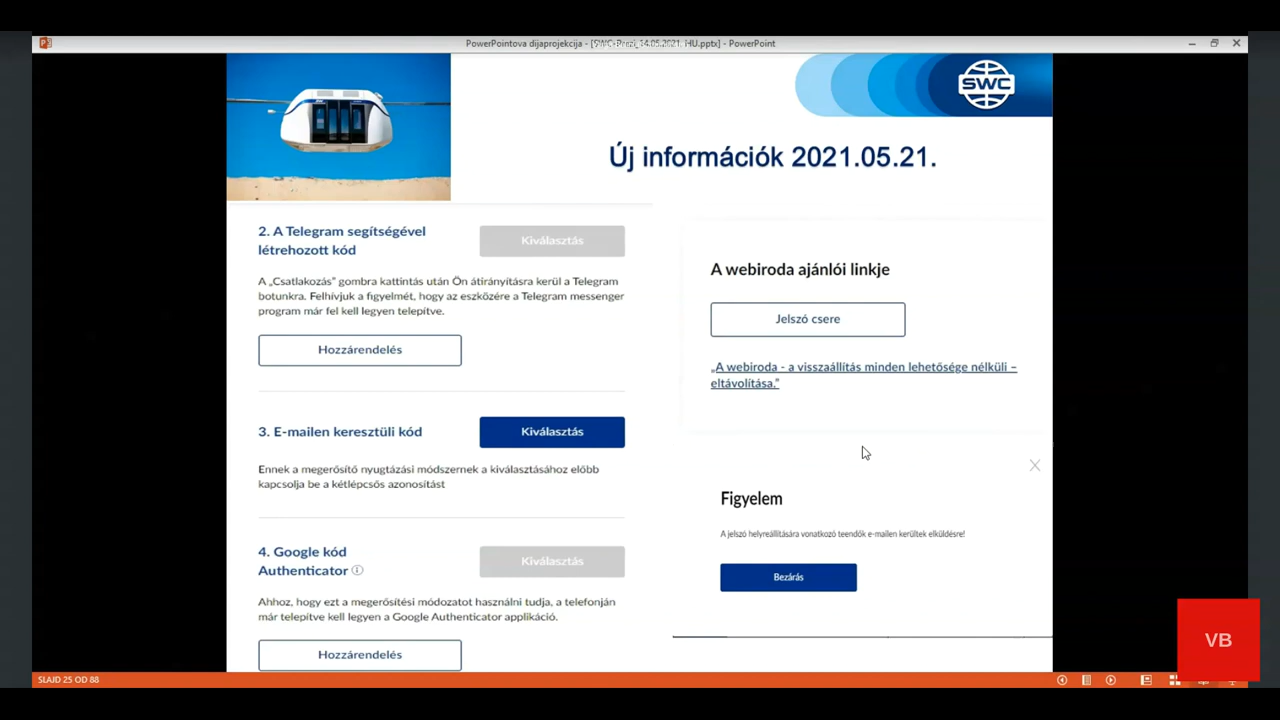 PowerPointova dijaprojekcija - [SWC-Brezi_14.05.2021. HU.pptx] - PowerPoint
SWC
Új információk 2021.05.21.
2. A Telegram segítségével
létrehozott kód
Kiválasztás
A „Csatlakozás” gombra kattintás után Ön átirányításra kerül a Telegram
botunkra. Felhívjuk a figyelmét, hogy az eszközére a Telegram messenger
program már fel kell legyen telepítve.
Hozzárendelés
3. E-mailen keresztüli kód
Kiválasztás
Ennek a megerősítő nyugtázási módszernek a kiválasztásához előbb
kapcsolja be a kétlépcsős azonosítást
4. Google kód
Authenticator
Kiválasztás
Ahhoz, hogy ezt a megerősítési módozatot használni tudja, a telefonján
már telepítve kell legyen a Google Authenticator applikáció.
Hozzárendelés
A webiroda ajánlói linkje
Jelszó csere
„A webiroda - a visszaállítás minden lehetősége nélküli –
eltávolítása.”
Figyelem
A jelszó helyreállítására vonatkozó teendők e-mailen kerültek elküldésre!
Bezárás
VB
SLAJD 25 OD 88